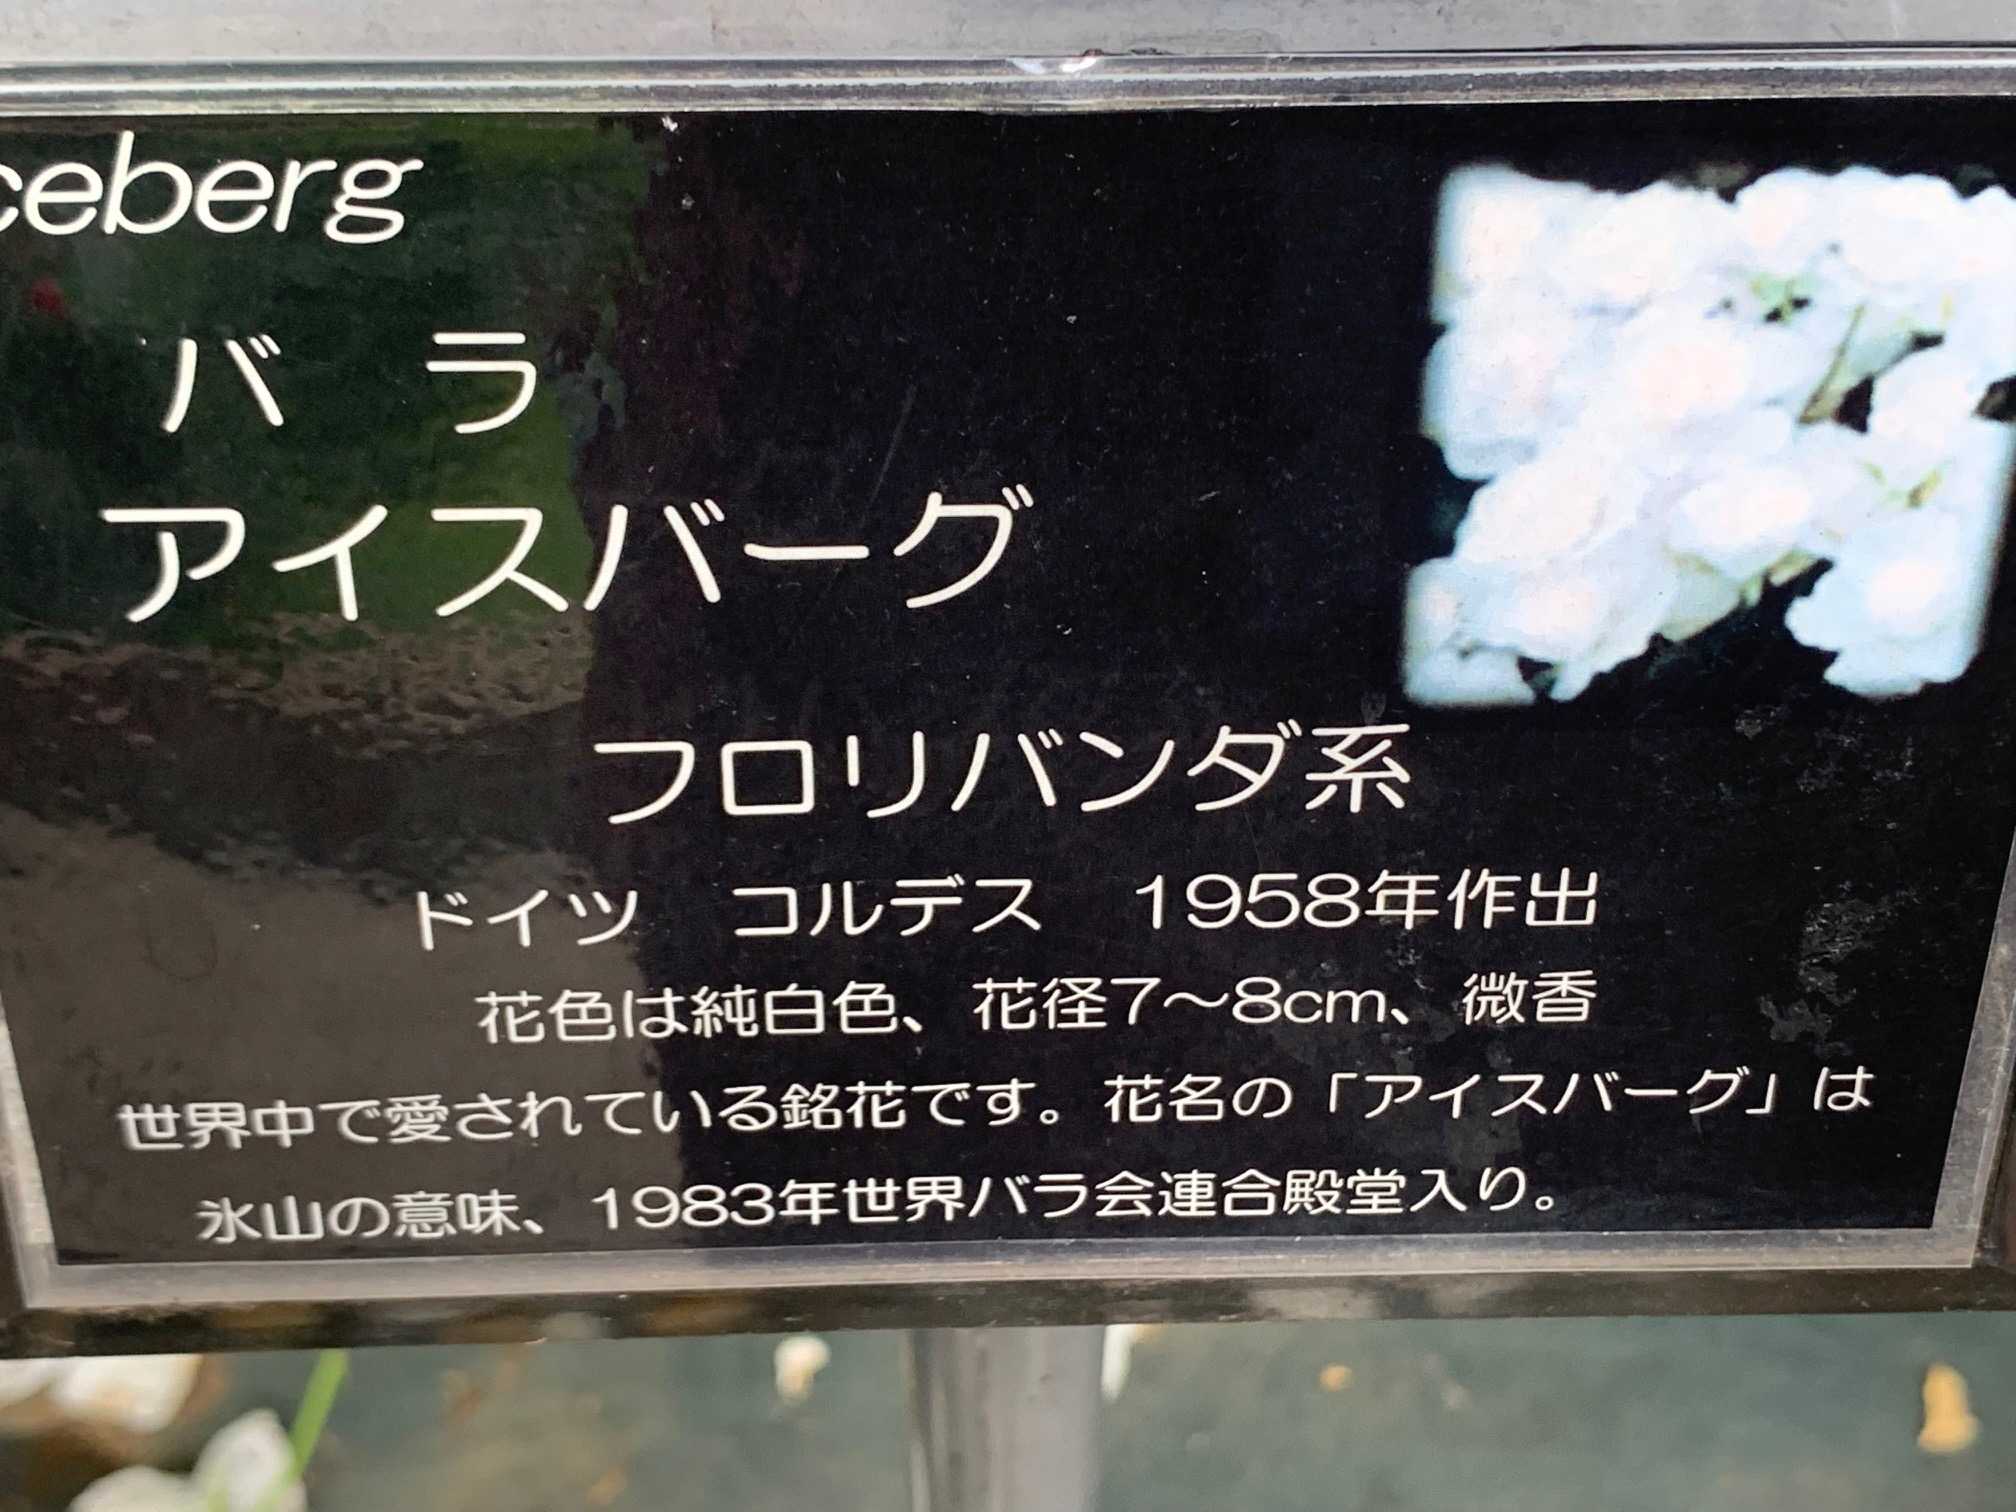 ceberg
バラ
アイスバーグ
フロリバンダ系
ドイツ　コルデス　1958年作出
花色は純白色、花径7～8cm、微香
世界中で愛されている銘花です。花名の「アイスバーグ」は
氷山の意味、1983年世界バラ会連合殿堂入り。